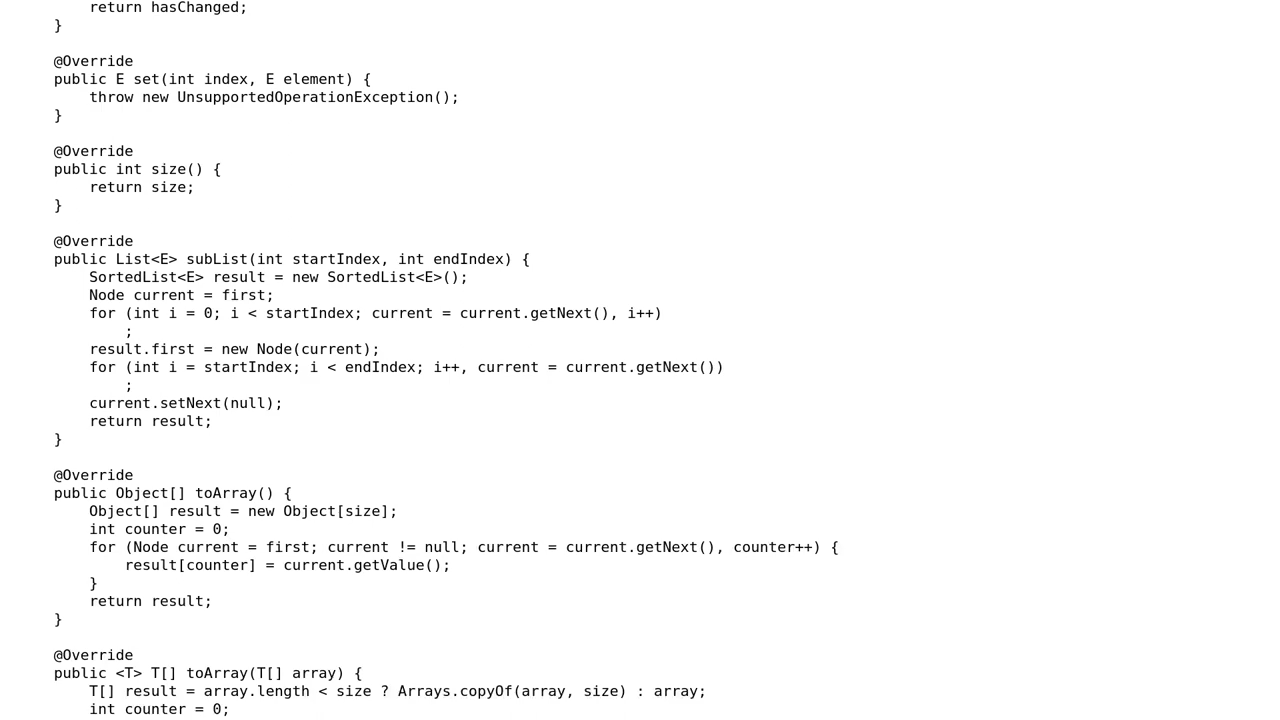 return hasChanged;
    }

    @Override
    public E set(int index, E element) {
        throw new UnsupportedOperationException();
    }

    @Override
    public int size() {
        return size;
    }

    @Override
    public List<E> subList(int startIndex, int endIndex) {
        SortedList<E> result = new SortedList<E>();
        Node current = first;
        for (int i = 0; i < startIndex; current = current.getNext(), i++)
            ;
        result.first = new Node(current);
        for (int i = startIndex; i < endIndex; i++, current = current.getNext())
            ;
        current.setNext(null);
        return result;
    }

    @Override
    public Object[] toArray() {
        Object[] result = new Object[size];
        int counter = 0;
        for (Node current = first; current != null; current = current.getNext(), counter++) {
            result[counter] = current.getValue();
        }
        return result;
    }

    @Override
    public <T> T[] toArray(T[] array) {
        T[] result = array.length < size ? Arrays.copyOf(array, size) : array;
        int counter = 0;